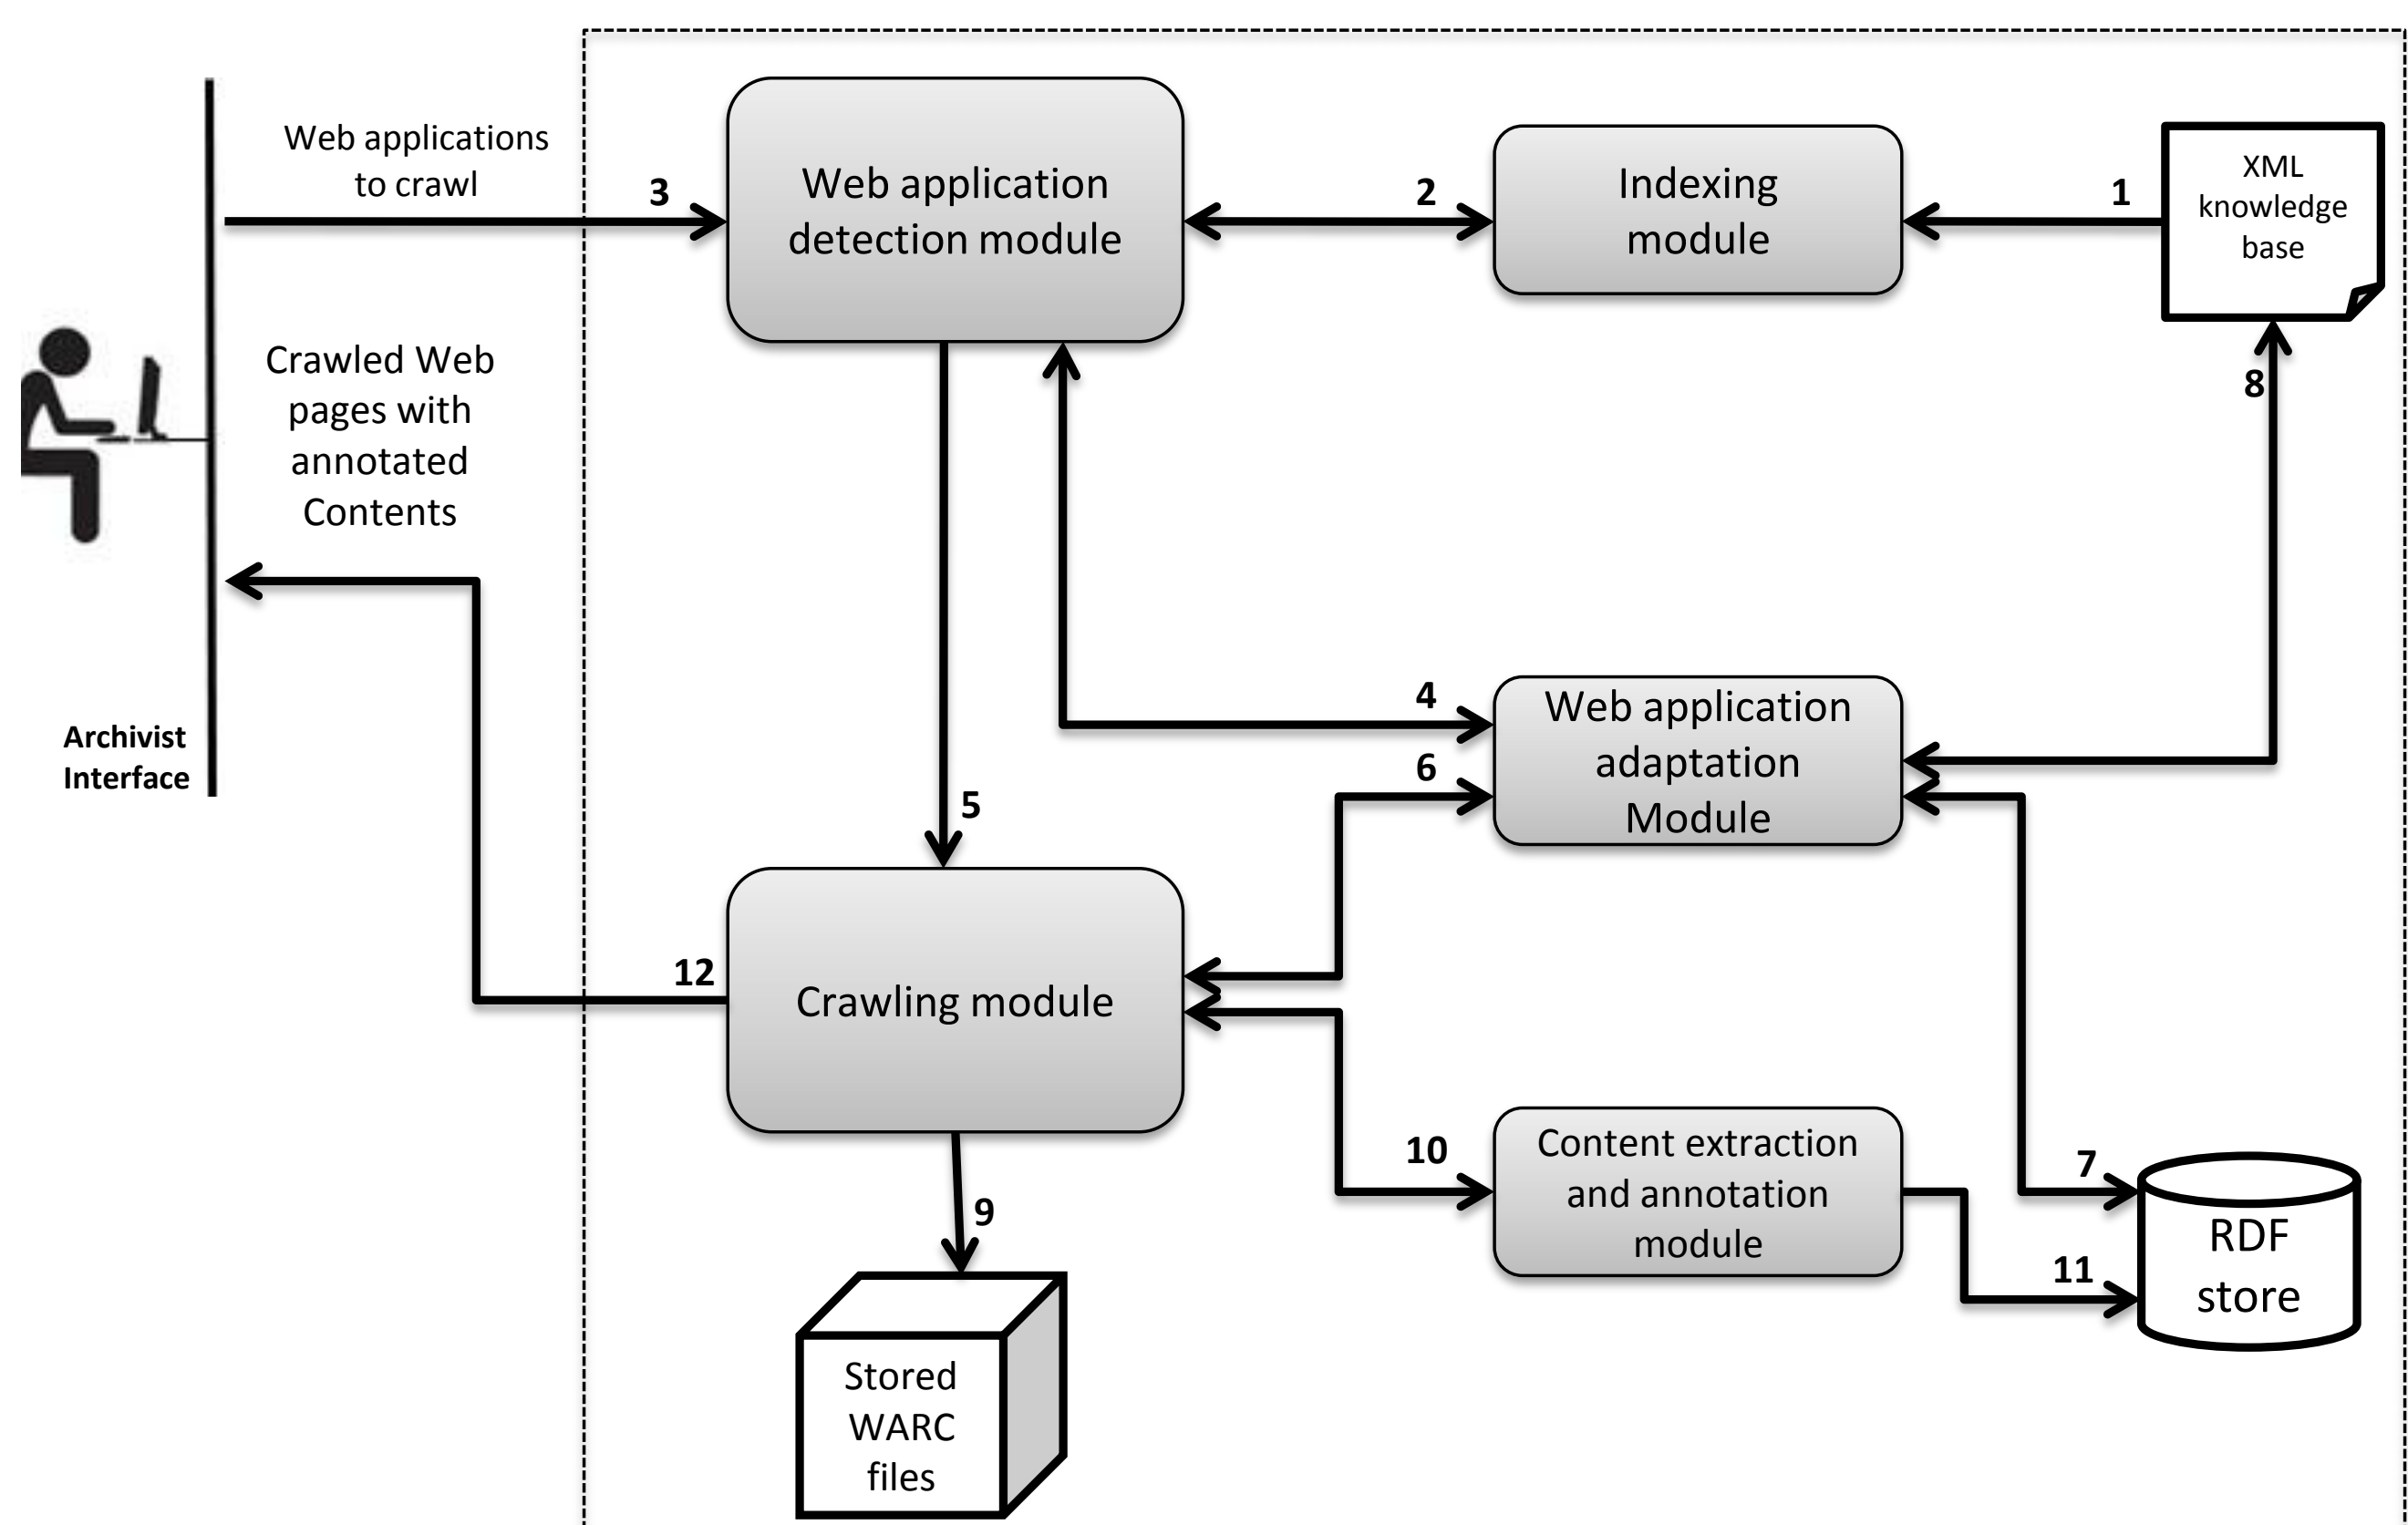 Web applications
to crawl
3
Web application
detection module
2
Indexing
module
1
XML
knowledge
base
Crawled Web
pages with
annotated
Contents
8
Archivist
Interface
4
6
Web application
adaptation
Module
5
12
Crawling module
10
Content extraction
and annotation
module
7
11
RDF
store
9
Stored
WARC
files